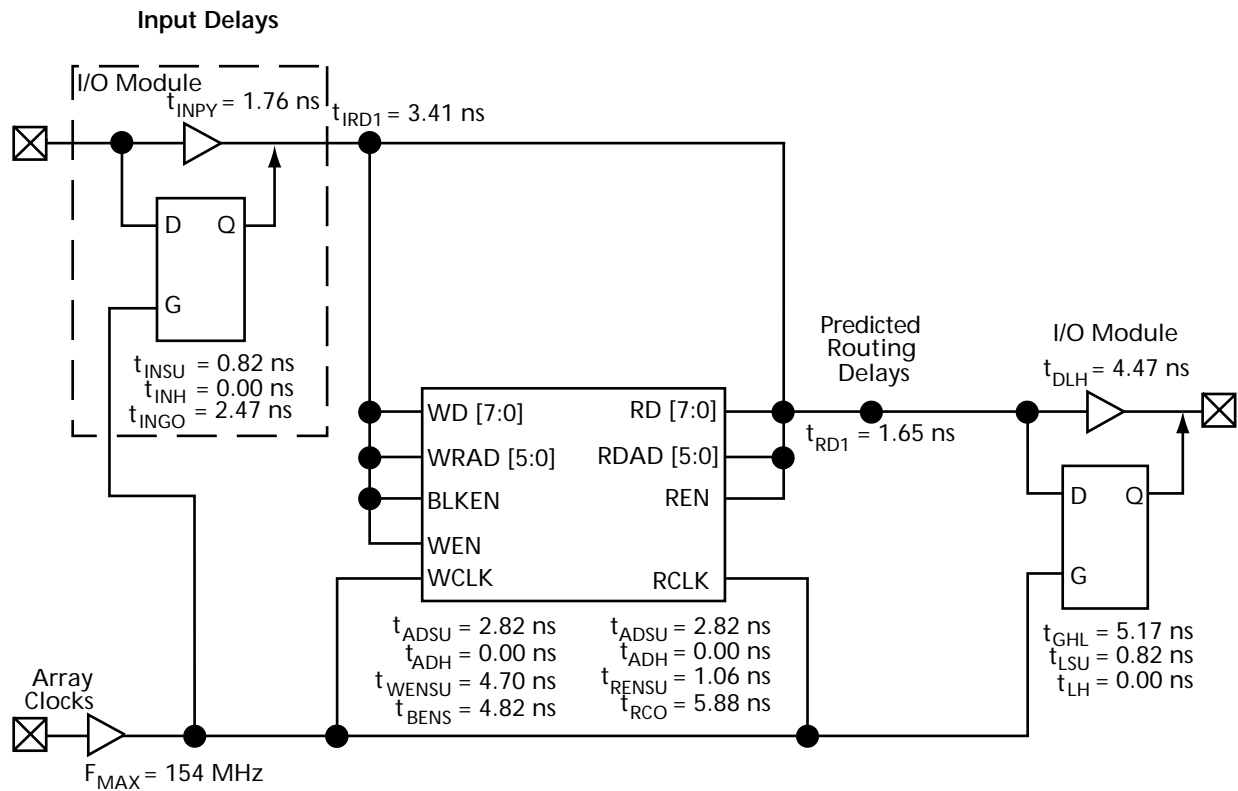 Input Delays
I/O Module
tINPY = 1.76 ns
tIRD1 = 3.41 ns
D Q
G
tINSU = 0.82 ns
tINH = 0.00 ns
tINGO = 2.47 ns
Predicted
Routing
Delays
tRD1 = 1.65 ns
I/O Module
tDLH = 4.47 ns
WD [7:0] RD [7:0]
WRAD [5:0] RDAD [5:0]
BLKEN REN
WEN
WCLK RCLK
D Q
G
tADSU = 2.82 ns
tADH = 0.00 ns
tWENSU = 4.70 ns
tBENS = 4.82 ns
tADSU = 2.82 ns
tADH = 0.00 ns
tRENSU = 1.06 ns
tRCO = 5.88 ns
tGHL = 5.17 ns
tLSU = 0.82 ns
tLH = 0.00 ns
Array
Clocks
FMAX = 154 MHz